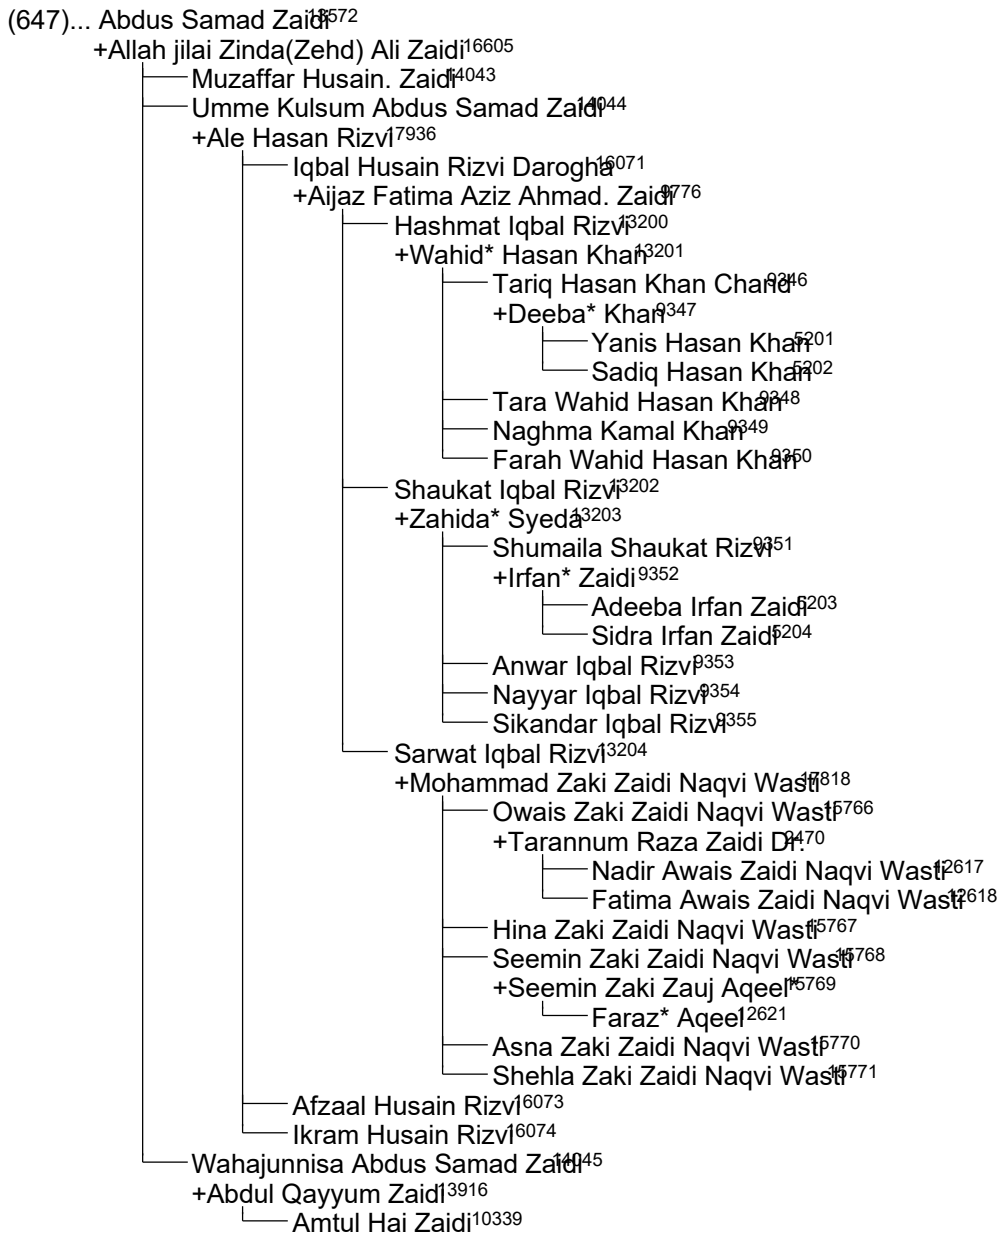 (647)... Abdus Samad Zaidi13572
+Allah jilai Zinda(Zehd) Ali Zaidi16605
Muzaffar Husain. Zaidi14043
Umme Kulsum Abdus Samad Zaidi14044
+Ale Hasan Rizvi17936
Iqbal Husain Rizvi Darogha16071
+Aijaz Fatima Aziz Ahmad. Zaidi9776
Hashmat Iqbal Rizvi13200
+Wahid* Hasan Khan13201
Tariq Hasan Khan Chand9346
+Deeba* Khan9347
Yanis Hasan Khan5201
Sadiq Hasan Khan5202
Tara Wahid Hasan Khan9348
Naghma Kamal Khan9349
Farah Wahid Hasan Khan9350
Shaukat Iqbal Rizvi13202
+Zahida* Syeda13203
Shumaila Shaukat Rizvi9351
+Irfan* Zaidi9352
Adeeba Irfan Zaidi5203
Sidra Irfan Zaidi5204
Anwar Iqbal Rizvi9353
Nayyar Iqbal Rizvi9354
Sikandar Iqbal Rizvi9355
Sarwat Iqbal Rizvi13204
+Mohammad Zaki Zaidi Naqvi Wasti17818
Owais Zaki Zaidi Naqvi Wasti15766
+Tarannum Raza Zaidi Dr.2470
Nadir Awais Zaidi Naqvi Wasti12617
Fatima Awais Zaidi Naqvi Wasti12618
Hina Zaki Zaidi Naqvi Wasti15767
Seemin Zaki Zaidi Naqvi Wasti15768
+Seemin Zaki Zauj Aqeel*15769
Faraz* Aqeel12621
Asna Zaki Zaidi Naqvi Wasti15770
Shehla Zaki Zaidi Naqvi Wasti15771
Afzaal Husain Rizvi16073
Ikram Husain Rizvi16074
Wahajunnisa Abdus Samad Zaidi14045
+Abdul Qayyum Zaidi13916
Amtul Hai Zaidi10339